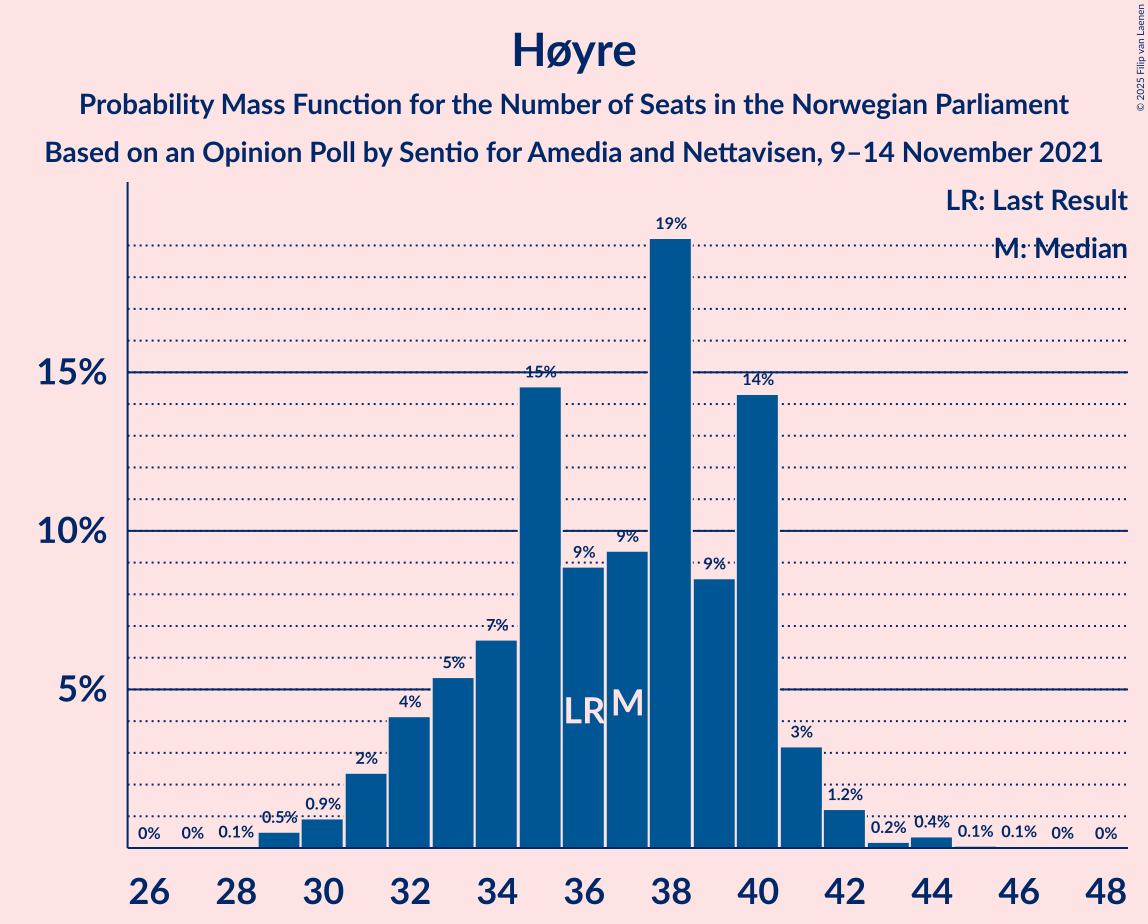 Høyre
Probability Mass Function for the Number of Seats in the Norwegian Parliament
Based on an Opinion Poll by Sentio for Amedia and Nettavisen, 9–14 November 2021
© 2025 Filip van Laenen
LR: Last Result
M: Median
15%
10%
5%
0%
0%
0.1%
0.5%
0.9%
2%
4%
5%
7%
15%
9%
9%
19%
9%
14%
3%
1.2%
0.2%
0.4%
0.1%
0.1%
0%
0%
LR
M
26 28 30 32 34 36 38 40 42 44 46 48